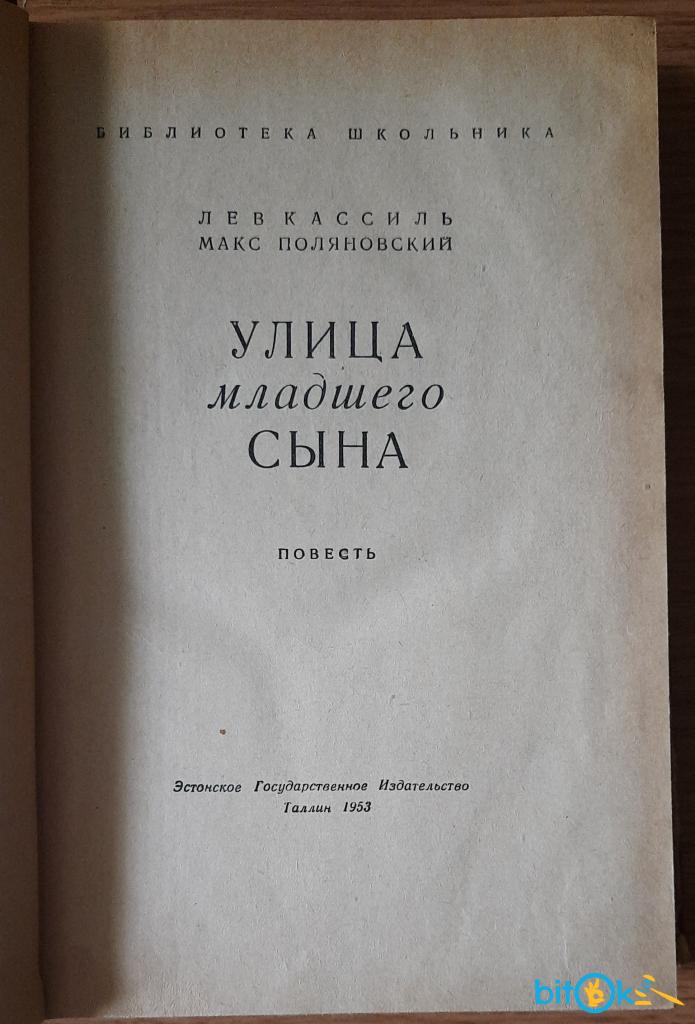 БИБЛИОТЕКА ШКОЛЬНИКА
ЛЕВ КАССИЛЬ
МАКС ПОЛЯНОВСКИЙ
УЛИЦА
младшего
СЫНА
ПОВЕСТЬ
Эстонское Государственное Издательство
Таллин 1953
bitOk